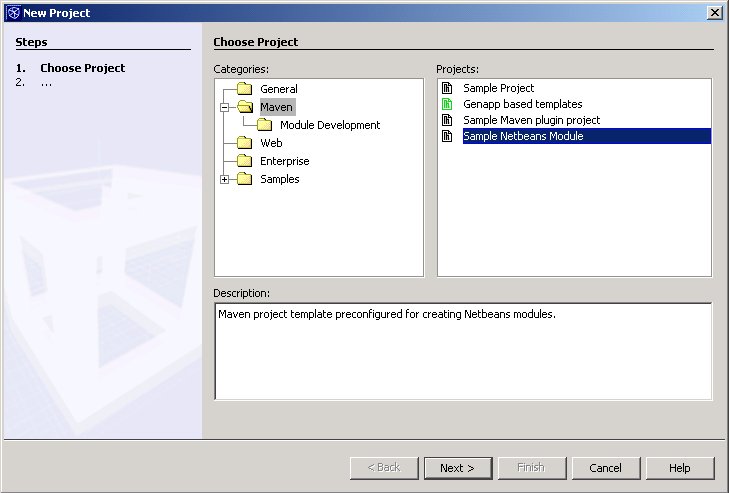 New Project
Steps
1. Choose Project
2. ...
Choose Project
Categories:
General
Maven
Module Development
Web
Enterprise
Samples
Projects:
Sample Project
Genapp based templates
Sample Maven plugin project
Sample Netbeans Module
Description:
Maven project template preconfigured for creating Netbeans modules.
< Back
Next >
Finish
Cancel
Help